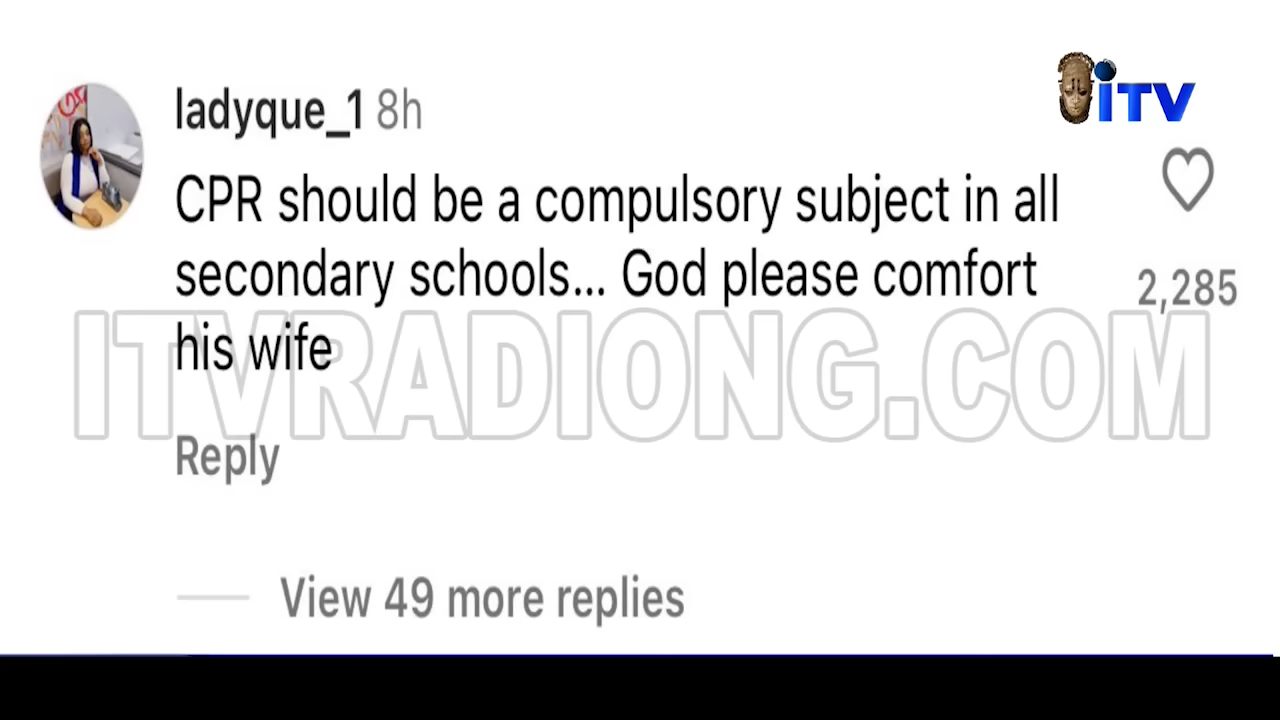 iTV
ladyque_1 8h
CPR should be a compulsory subject in all
secondary schools... God please comfort
his wife
2,285
ITVRADIONG.COM
Reply
View 49 more replies